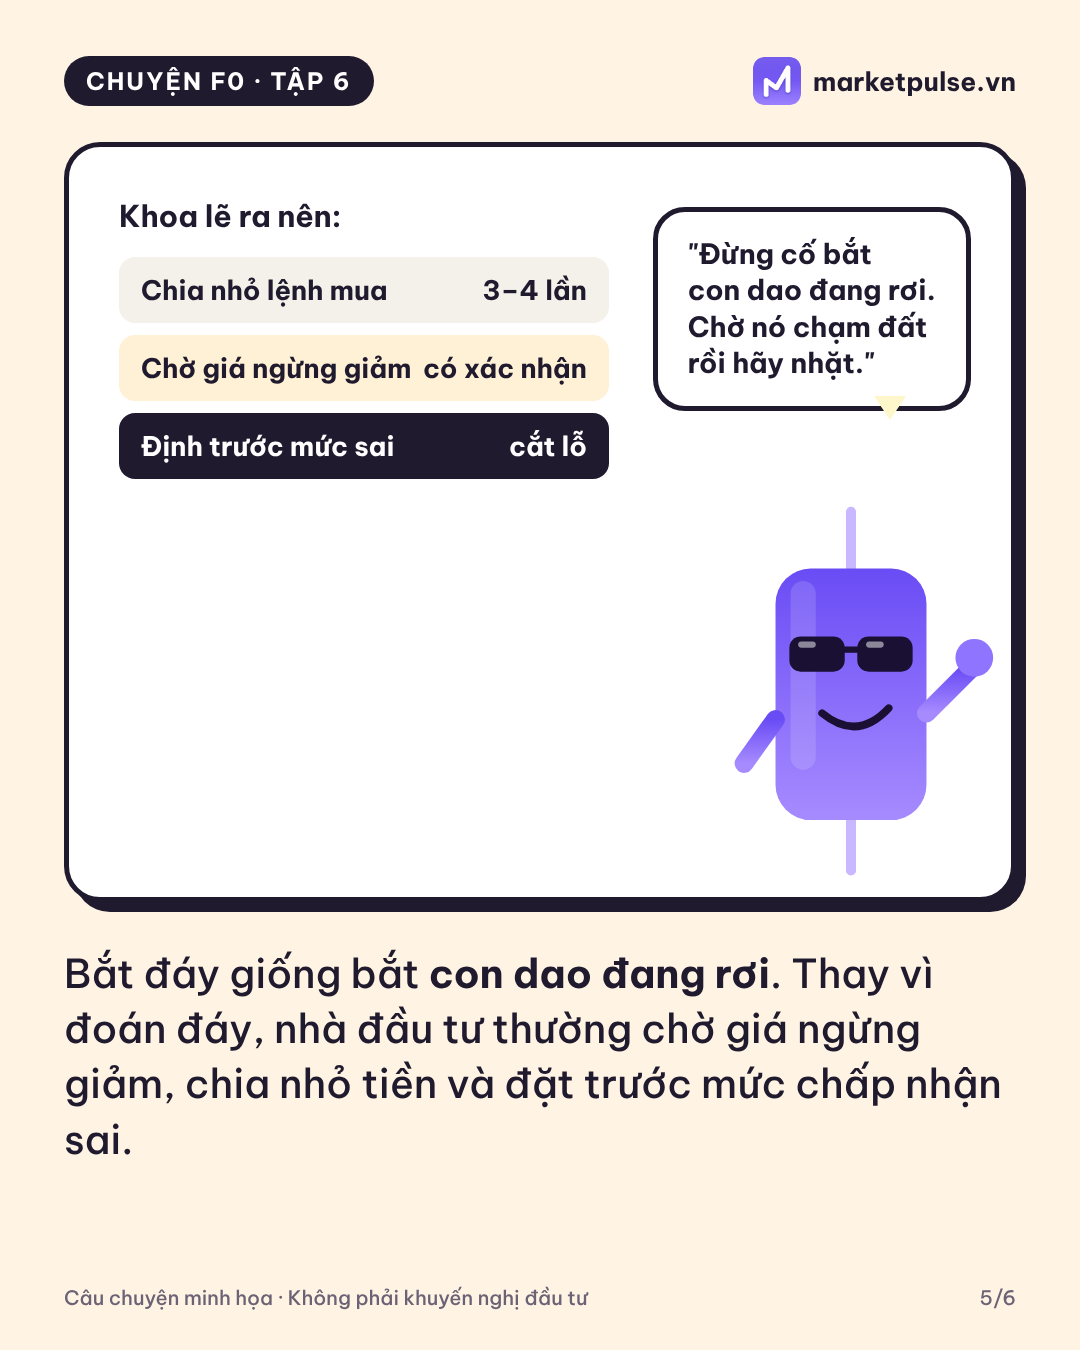 CHUYỆN F0 · TẬP 6
marketpulse.vn
Khoa lẽ ra nên:
Chia nhỏ lệnh mua 3–4 lần
Chờ giá ngừng giảm có xác nhận
Định trước mức sai cắt lỗ
"Đừng cố bắt
con dao đang rơi.
Chờ nó chạm đất
rồi hãy nhặt."
Bắt đáy giống bắt con dao đang rơi. Thay vì
đoán đáy, nhà đầu tư thường chờ giá ngừng
giảm, chia nhỏ tiền và đặt trước mức chấp nhận
sai.
Câu chuyện minh họa · Không phải khuyến nghị đầu tư
5/6